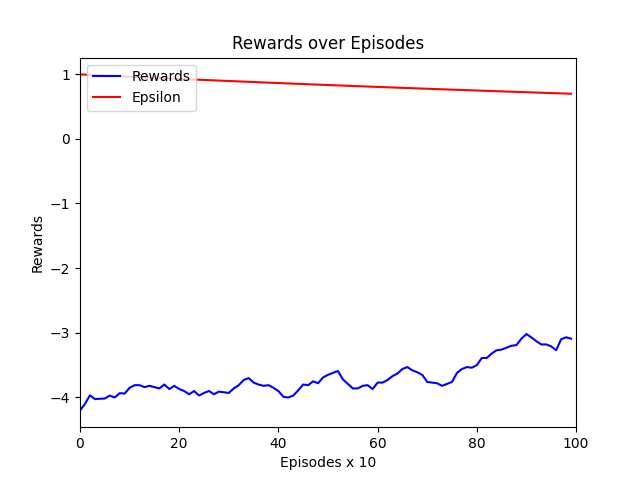 Rewards over Episodes
Rewards
Epsilon
1
0
−1
−2
−3
−4
Rewards
0 20 40 60 80 100
Episodes x 10